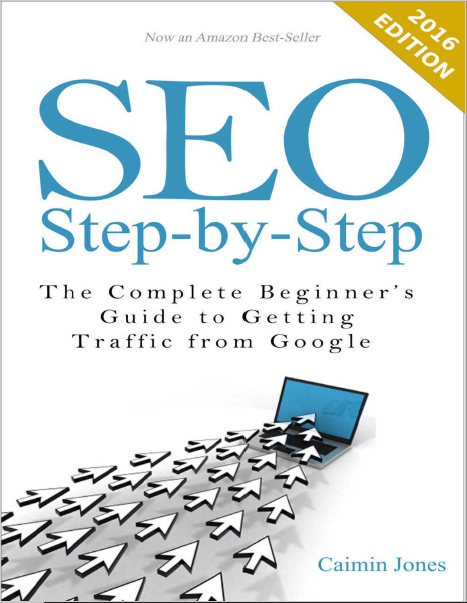 Now an Amazon Best-Seller
2016
EDITION
SEO
Step-by-Step
The Complete Beginner's
Guide to Getting
Traffic from Google
Caimin Jones